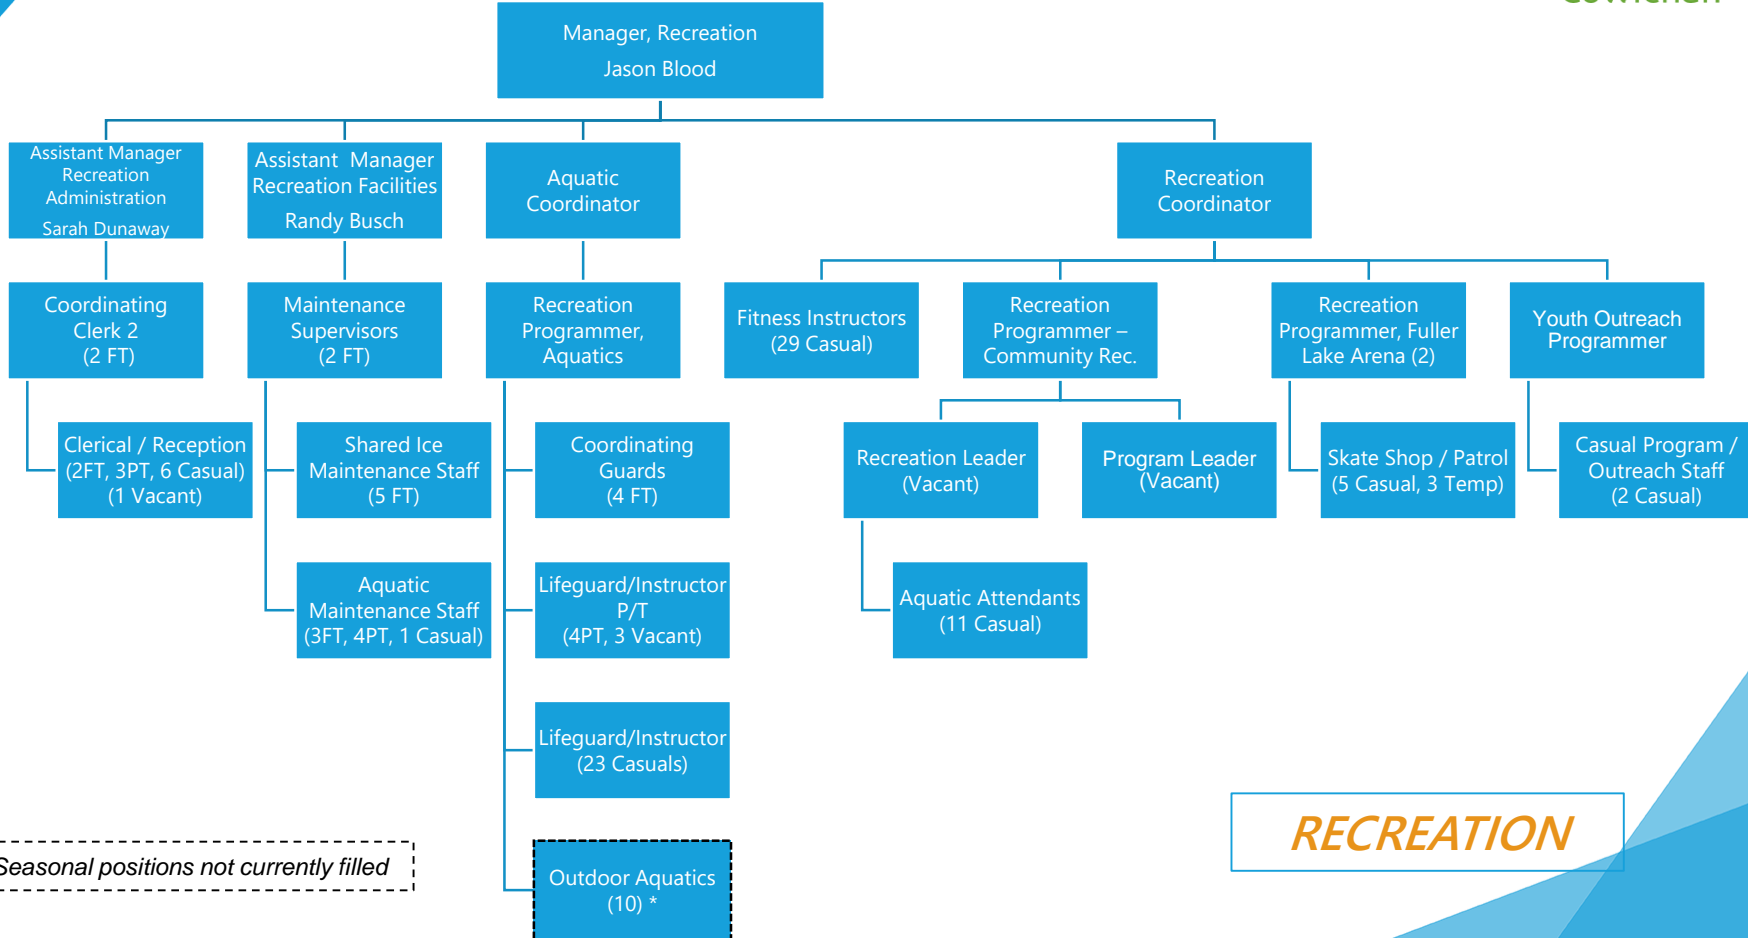 Manager, Recreation
Jason Blood
Assistant Manager
Recreation
Administration
Sarah Dunaway
Assistant Manager
Recreation Facilities
Randy Busch
Aquatic
Coordinator
Recreation
Coordinator
Coordinating
Clerk 2
(2 FT)
Maintenance
Supervisors
(2 FT)
Recreation
Programmer,
Aquatics
Fitness Instructors
(29 Casual)
Recreation
Programmer –
Community Rec.
Recreation
Programmer, Fuller
Lake Arena (2)
Youth Outreach
Programmer
Clerical / Reception
(2FT, 3PT, 6 Casual)
(1 Vacant)
Shared Ice
Maintenance Staff
(5 FT)
Coordinating
Guards
(4 FT)
Recreation Leader
(Vacant)
Program Leader
(Vacant)
Skate Shop / Patrol
(5 Casual, 3 Temp)
Casual Program /
Outreach Staff
(2 Casual)
Aquatic
Maintenance Staff
(3FT, 4PT, 1 Casual)
Lifeguard/Instructor
P/T
(4PT, 3 Vacant)
Aquatic Attendants
(11 Casual)
Lifeguard/Instructor
(23 Casuals)
Outdoor Aquatics
(10) *
Seasonal positions not currently filled
RECREATION